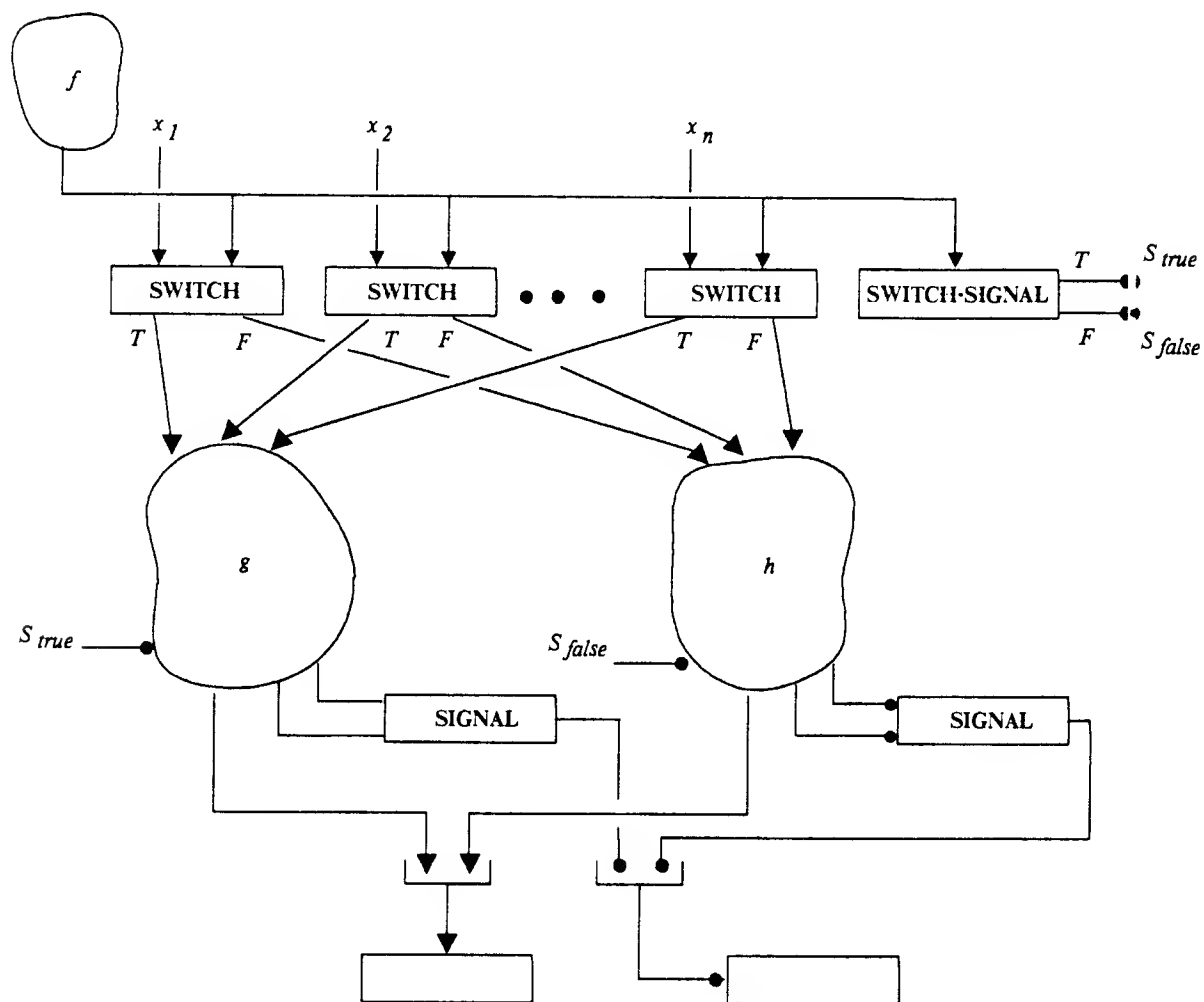 f
x 1
x 2
x n
SWITCH
SWITCH
SWITCH
SWITCH-SIGNAL
T
S true
F
S false
T
F
T
F
T
F
g
h
S true
S false
SIGNAL
SIGNAL